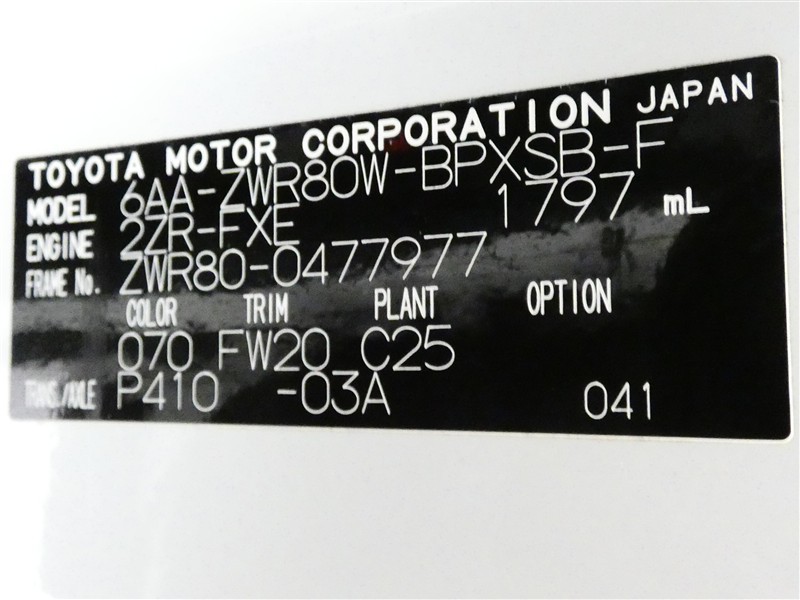 TOYOTA MOTOR CORPORATION JAPAN
MODEL 6AA-ZWR80W-BPXSB-F
ENGINE 2ZR-FXE 1797 mL
FRAME No. ZWR80-0477977
COLOR TRIM PLANT OPTION
070 FW20 C25
TRANS./AXLE P410 -03A 041